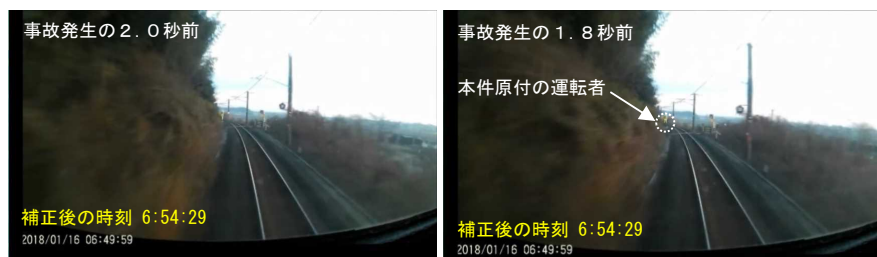 事故発生の２．０秒前
補正後の時刻 6:54:29
2018/01/16 06:49:59
事故発生の１．８秒前
本件原付の運転者
補正後の時刻 6:54:29
2018/01/16 06:49:59